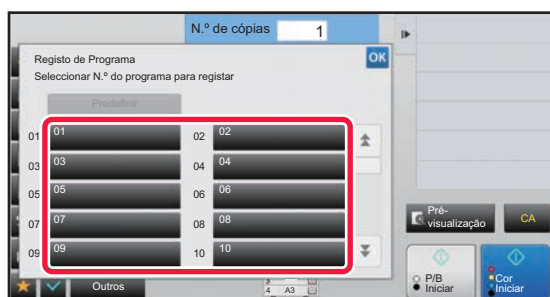 N.º de cópias 1
Registo de Programa
OK
Seleccionar N.º do programa para registar
Predefinir
01 01 02 02
03 03 04 04
05 05 06 06
07 07 08 08
09 09 10 10
Pré-
visualização
CA
Outros
4 A3
P/B
Iniciar
Cor
Iniciar